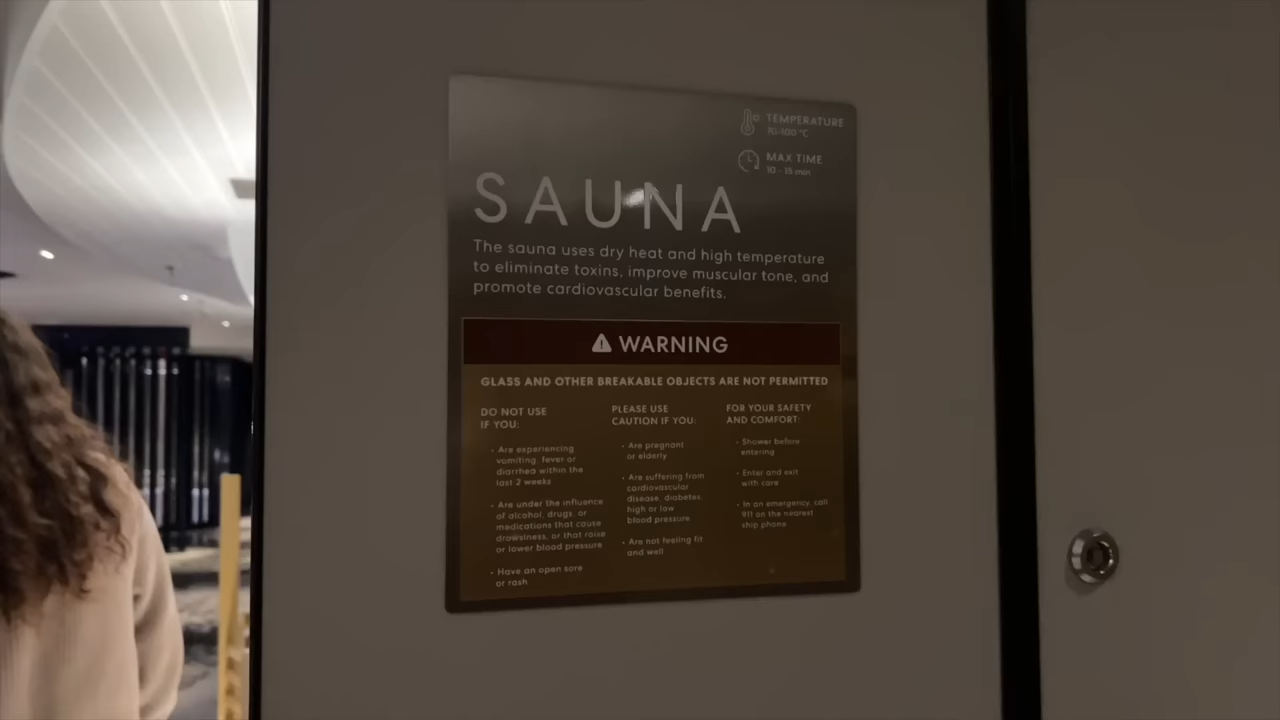 TEMPERATURE
70-100 °C
MAX TIME
10 - 15 min
SAUNA
The sauna uses dry heat and high temperature
to eliminate toxins, improve muscular tone, and
promote cardiovascular benefits.
WARNING
GLASS AND OTHER BREAKABLE OBJECTS ARE NOT PERMITTED
DO NOT USE
IF YOU:
• Are experiencing
vomiting, fever or
diarrhea within the
last 2 weeks
• Are under the influence
of alcohol, drugs, or
medications that cause
drowsiness, or that raise
or lower blood pressure
• Have an open sore
or rash
PLEASE USE
CAUTION IF YOU:
• Are pregnant
or elderly
• Are suffering from
cardiovascular
disease, diabetes,
high or low
blood pressure
• Are not feeling fit
and well
FOR YOUR SAFETY
AND COMFORT:
• Shower before
entering
• Enter and exit
with care
• In an emergency, call
911 on the nearest
ship phone